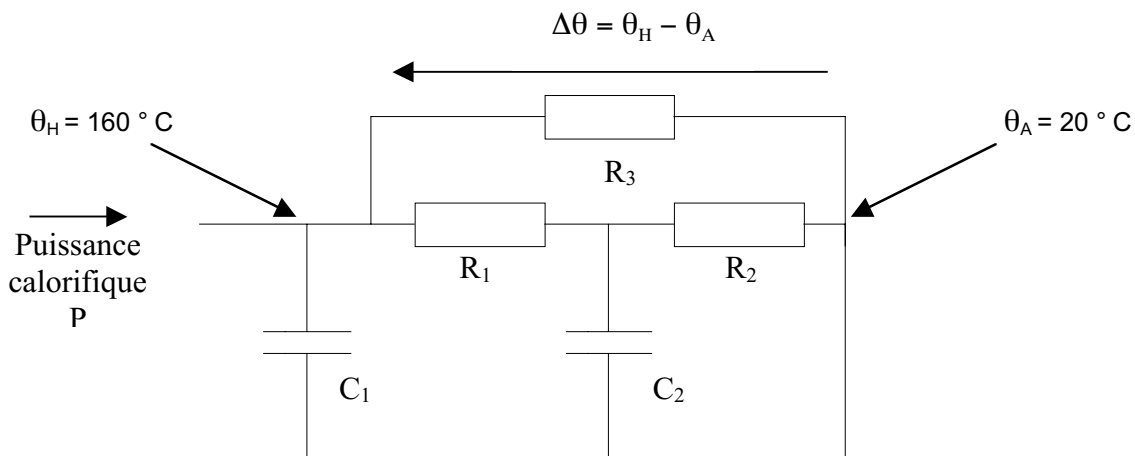 Δθ = θH – θA
θH = 160 ° C
θA = 20 ° C
R3
Puissance
calorifique
P
R1
R2
C1
C2